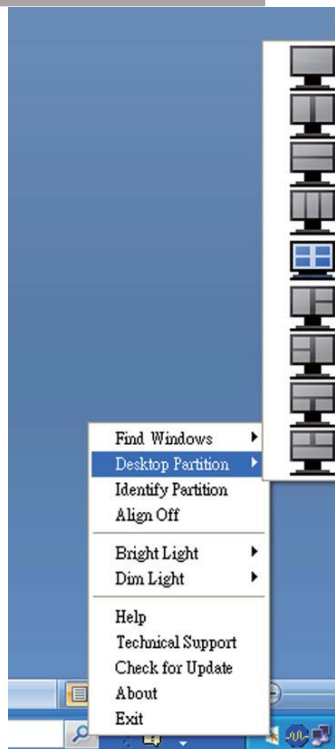 Find Windows
Desktop Partition
Identify Partition
Align Off
Bright Light
Dim Light
Help
Technical Support
Check for Update
About
Exit